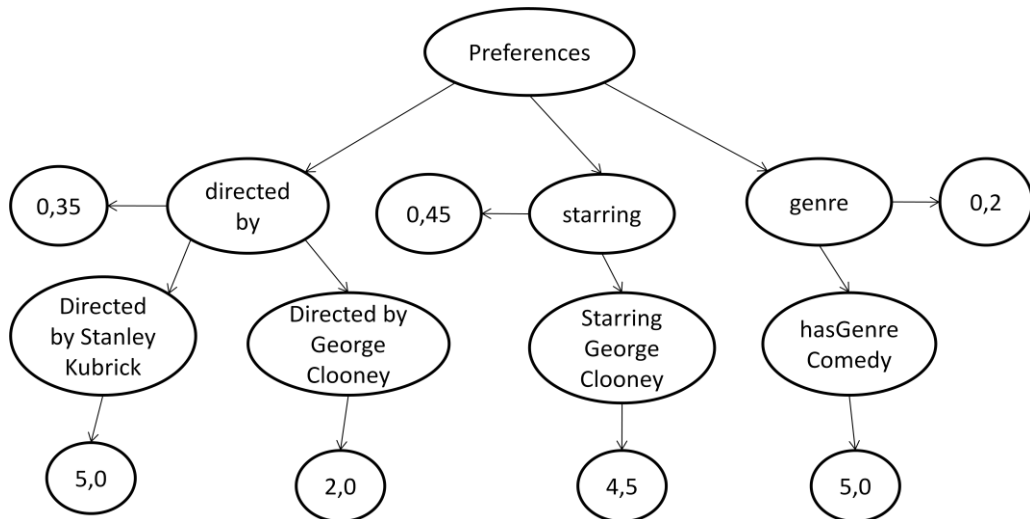 Preferences
0,35
directed
by
0,45
starring
genre
0,2
Directed
by Stanley
Kubrick
Directed by
George
Clooney
Starring
George
Clooney
hasGenre
Comedy
5,0
2,0
4,5
5,0